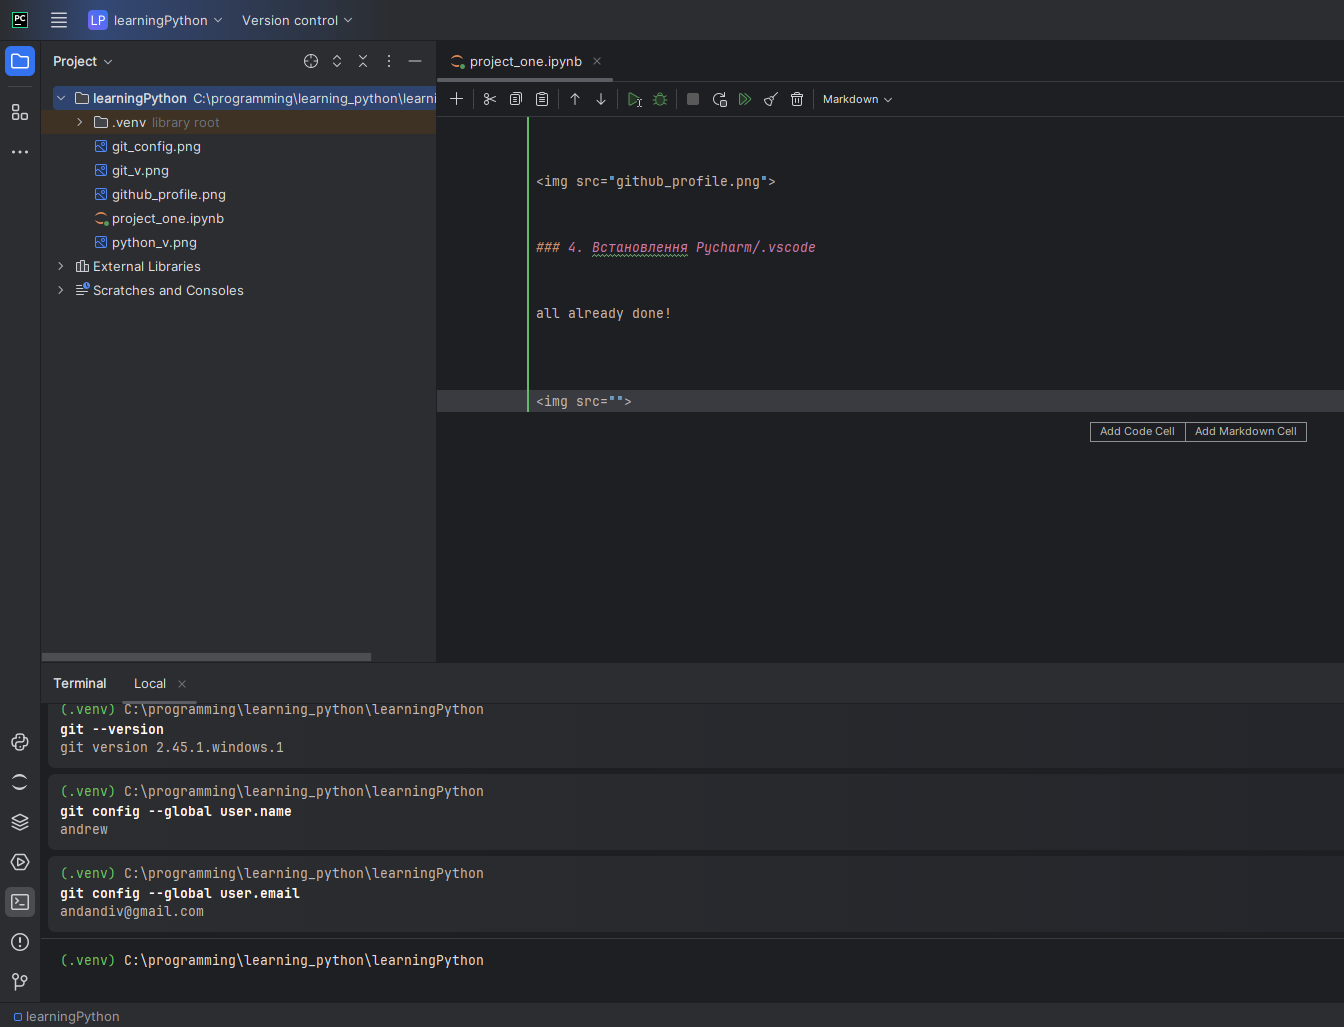 PC
LP learningPython Version control
Project
project_one.ipynb
learningPython C:\programming\learning_python\learni
Markdown
.venv library root
git_config.png
git_v.png
github_profile.png
project_one.ipynb
python_v.png
External Libraries
Scratches and Consoles
<img src="github_profile.png">
### 4. Встановлення Pycharm/.vscode
all already done!
<img src="">
Add Code Cell Add Markdown Cell
Terminal Local
(.venv) C:\programming\learning_python\learningPython
git --version
git version 2.45.1.windows.1
(.venv) C:\programming\learning_python\learningPython
git config --global user.name
andrew
(.venv) C:\programming\learning_python\learningPython
git config --global user.email
andandiv@gmail.com
(.venv) C:\programming\learning_python\learningPython
learningPython